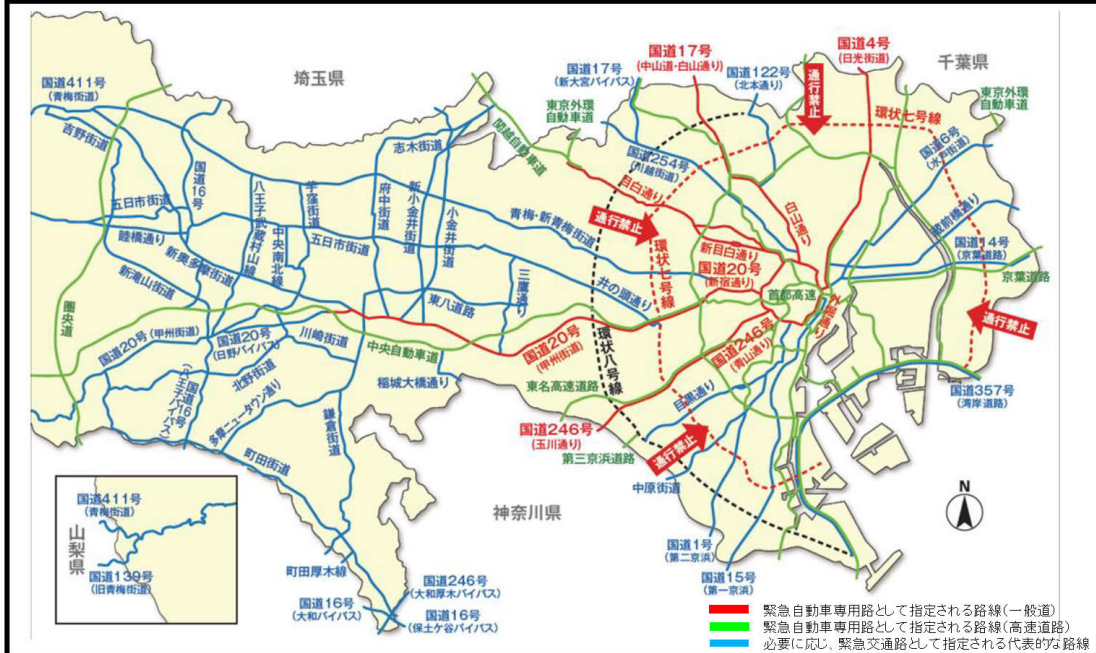 国道17号
(中山道・白山通り)
国道4号
(日光街道)
千葉県
国道411号
(青梅街道)
埼玉県
国道17号
(新大宮バイパス)
国道122号
(北本通り)
通行禁止
東京外環
自動車道
吉野街道
関越自動車道
東京外環
自動車道
環状七号線
国道6号
(水戸街道)
志木街道
国道254号
(川越街道)
国道16号
八王子武蔵村山線
芋窪街道
府中街道
新小金井街道
小金井街道
目白通り
白山通り
蔵前橋通り
五日市街道
中央南北線
五日市街道
青梅・新青梅街道
通行禁止
環状七号線
新目白通り
国道14号
(京葉道路)
睦橋通り
新奥多摩街道
国道20号
(新宿通り)
京葉道路
新滝山街道
三鷹通り
井の頭通り
首都高速
外堀通り
圏央道
東八道路
通行禁止
国道20号(甲州街道)
国道20号
(日野バイパス)
川崎街道
中央自動車道
国道20号
(甲州街道)
環状八号線
国道246号
(青山通り)
北野街道
稲城大橋通り
東名高速道路
目黒通り
国道357号
(湾岸道路)
国道16号
(八王子バイパス)
多摩ニュータウン通り
鎌倉街道
国道246号
(玉川通り)
通行禁止
第三京浜道路
町田街道
中原街道
N
国道411号
(青梅街道)
神奈川県
山梨県
国道1号
(第二京浜)
国道139号
(旧青梅街道)
町田厚木線
国道15号
(第一京浜)
国道246号
(大和厚木バイパス)
国道16号
(大和バイパス)
国道16号
(保土ケ谷バイパス)
緊急自動車専用路として指定される路線(一般道)
緊急自動車専用路として指定される路線(高速道路)
必要に応じ、緊急交通路として指定される代表的な路線